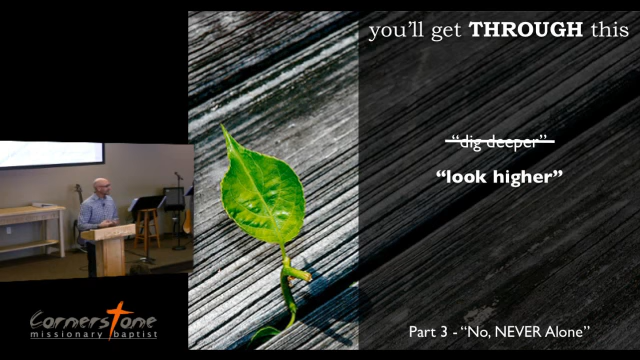 you'll get THROUGH this
"dig deeper"
"look higher"
Part 3 - "No, NEVER Alone"
Cornerstone
missionary baptist